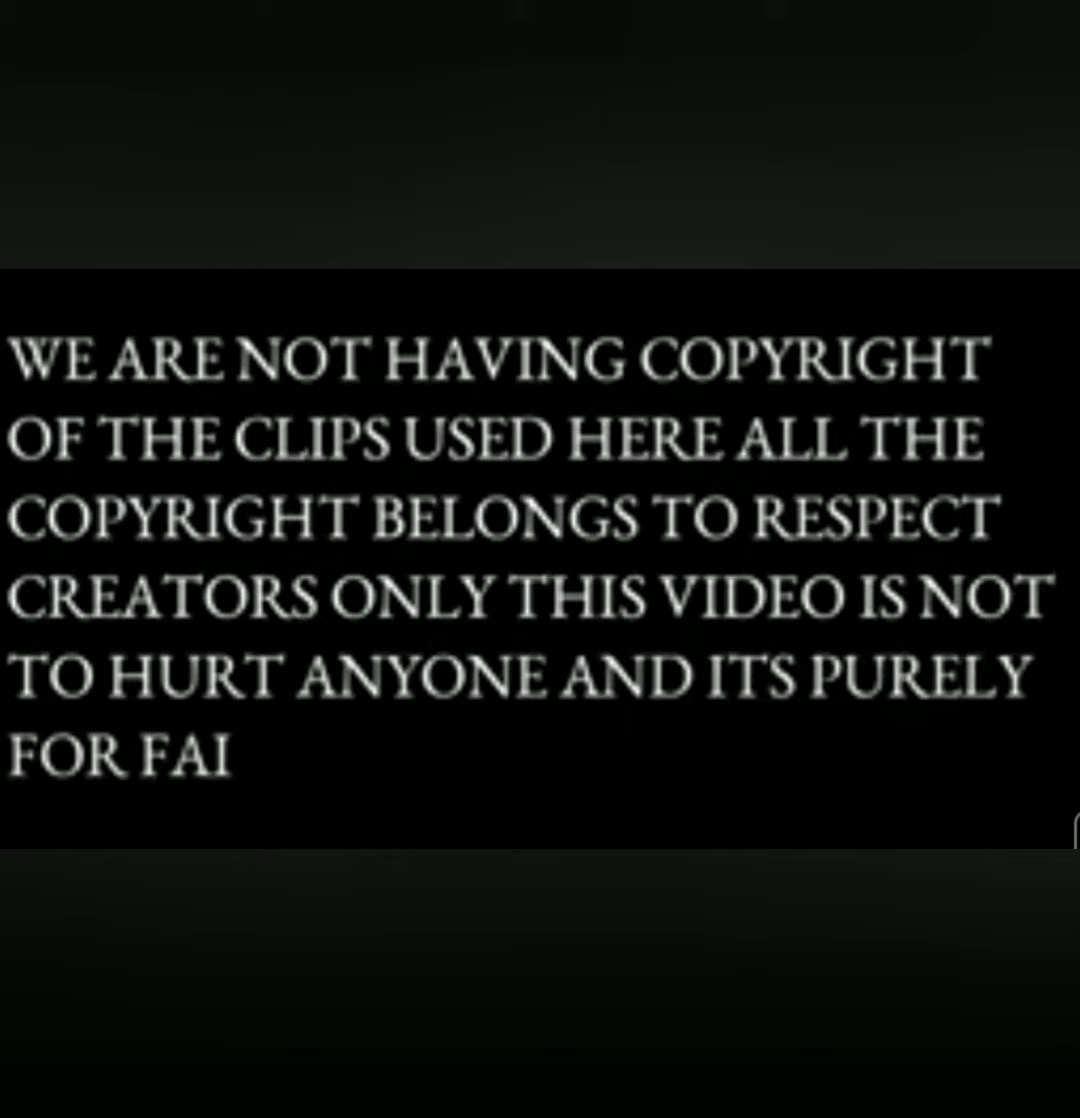 WE ARE NOT HAVING COPYRIGHT
OF THE CLIPS USED HERE ALL THE
COPYRIGHT BELONGS TO RESPECT
CREATORS ONLY THIS VIDEO IS NOT
TO HURT ANYONE AND ITS PURELY
FOR FAI